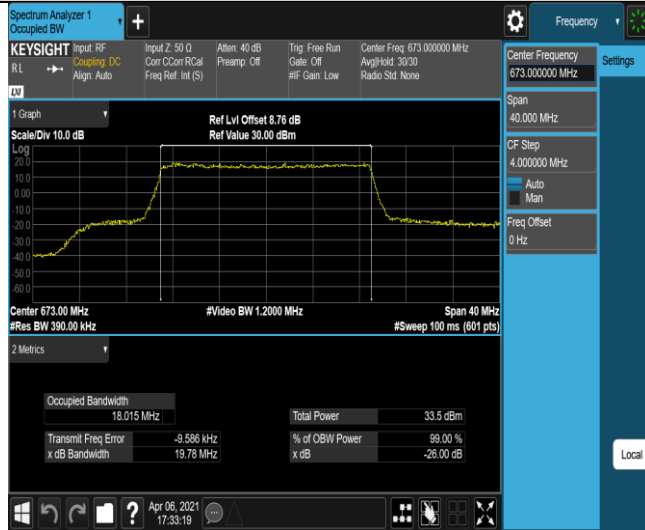 Spectrum Analyzer 1
Occupied BW
Frequency
KEYSIGHT
RL
LXI
Input: RF
Coupling: DC
Align: Auto
Input Z: 50 Ω
Corr CCorr RCal
Freq Ref: Int (S)
Atten: 40 dB
Preamp: Off
Trig: Free Run
Gate: Off
#IF Gain: Low
Center Freq: 673.000000 MHz
Avg|Hold: 30/30
Radio Std: None
Center Frequency
673.000000 MHz
Settings
Span
40.000 MHz
CF Step
4.000000 MHz
Auto
Man
Freq Offset
0 Hz
Local
1 Graph
Scale/Div 10.0 dB
Ref Lvl Offset 8.76 dB
Ref Value 30.00 dBm
Log
20.0
10.0
0.00
-10.0
-20.0
-30.0
-40.0
-50.0
-60.0
Center 673.00 MHz
#Video BW 1.2000 MHz
Span 40 MHz
#Res BW 390.00 kHz
#Sweep 100 ms (601 pts)
2 Metrics
Occupied Bandwidth
18.015 MHz
Total Power 33.5 dBm
Transmit Freq Error -9.586 kHz
% of OBW Power 99.00 %
x dB Bandwidth 19.78 MHz
x dB -26.00 dB
Apr 06, 2021
17:33:19